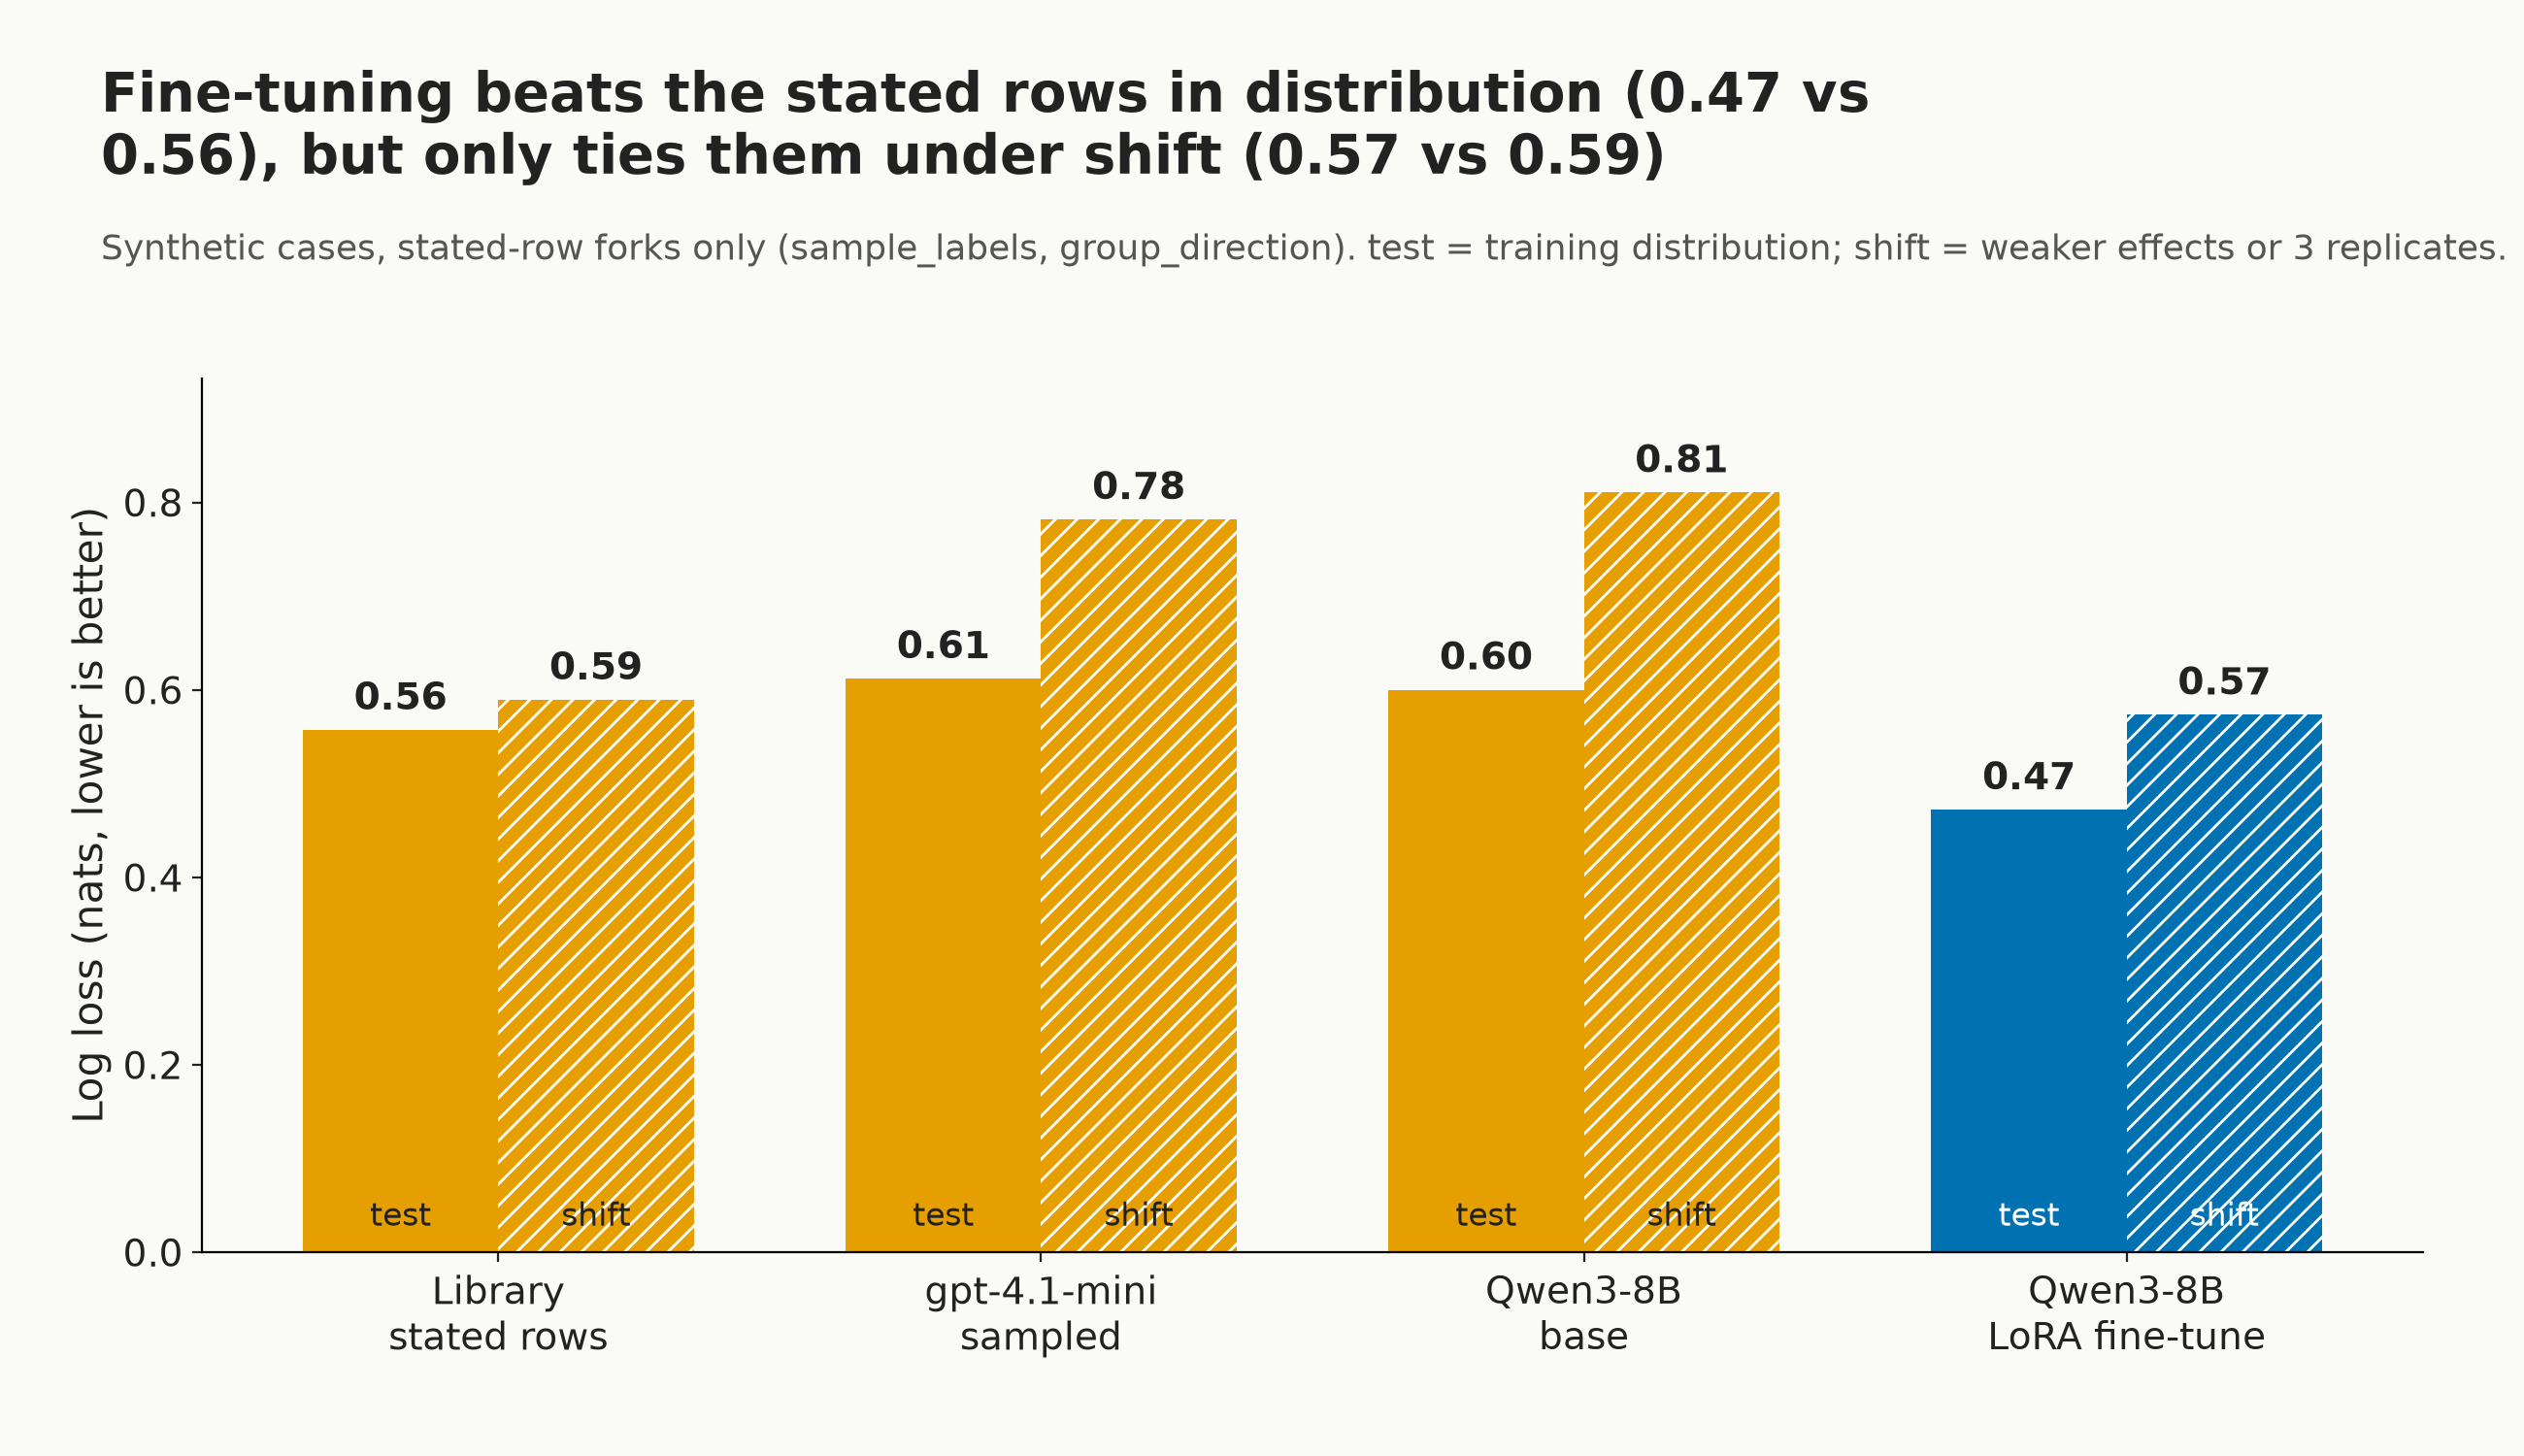 Fine-tuning beats the stated rows in distribution (0.47 vs
0.56), but only ties them under shift (0.57 vs 0.59)
Synthetic cases, stated-row forks only (sample_labels, group_direction). test = training distribution; shift = weaker effects or 3 replicates.
Log loss (nats, lower is better)
0.8
0.6
0.4
0.2
0.0
0.56
0.59
0.61
0.78
0.60
0.81
0.47
0.57
test
shift
test
shift
test
shift
test
shift
Library
stated rows
gpt-4.1-mini
sampled
Qwen3-8B
base
Qwen3-8B
LoRA fine-tune